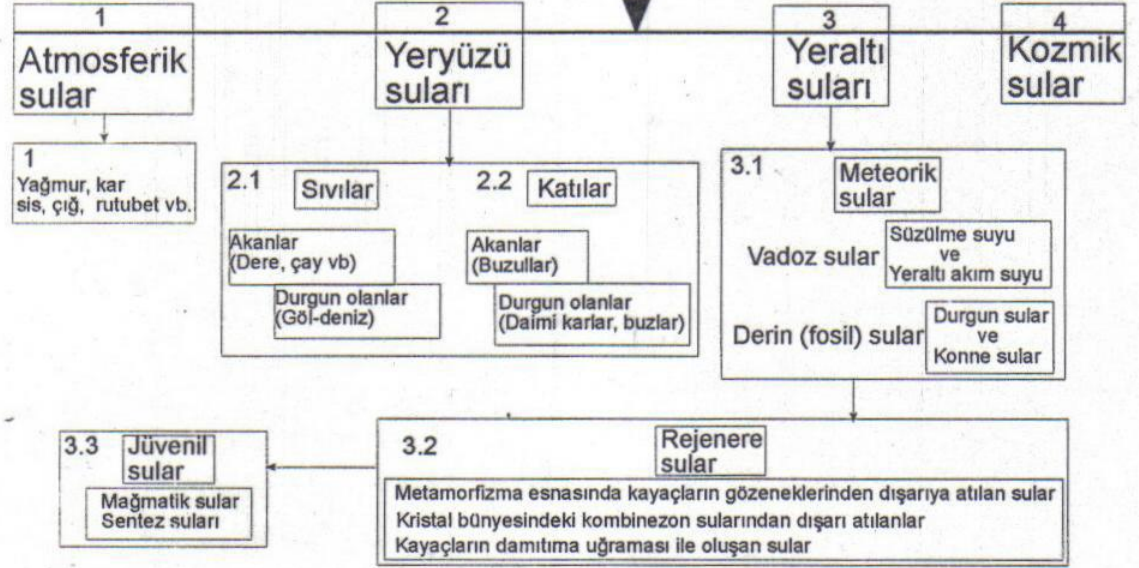 1
Atmosferik
sular
2
Yeryüzü
suları
3
Yeraltı
suları
4
Kozmik
sular
1
Yağmur, kar
sis, çığ, rutubet vb.
2.1 Sıvılar
Akanlar
(Dere, çay vb)
Durgun olanlar
(Göl-deniz)
2.2 Katılar
Akanlar
(Buzullar)
Durgun olanlar
(Daimi karlar, buzlar)
3.1 Meteorik
sular
Vadoz sular
Süzülme suyu
ve
Yeraltı akım suyu
Derin (fosil) sular
Durgun sular
ve
Konne sular
3.2 Rejenere
sular
Metamorfizma esnasında kayaçların gözeneklerinden dışarıya atılan sular
Kristal bünyesindeki kombinezon sularından dışarı atılanlar
Kayaçların damıtıma uğraması ile oluşan sular
3.3 Jüvenil
sular
Mağmatik sular
Sentez suları